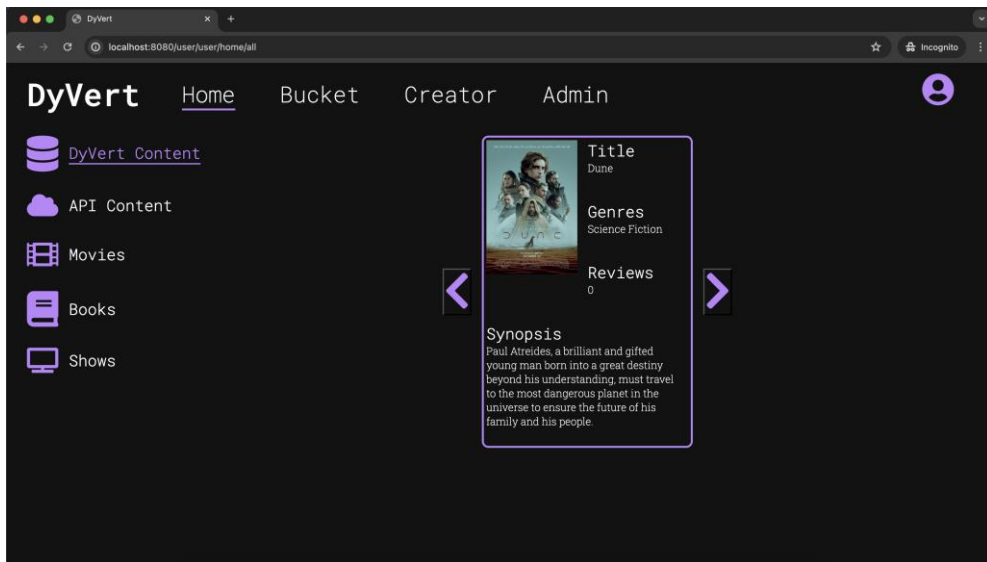 DyVert
localhost:8080/user/user/home/all
Incognito
DyVert
Home
Bucket
Creator
Admin
DyVert Content
API Content
Movies
Books
Shows
Title
Dune
Genres
Science Fiction
Reviews
0
DUNE
Synopsis
Paul Atreides, a brilliant and gifted
young man born into a great destiny
beyond his understanding, must travel
to the most dangerous planet in the
universe to ensure the future of his
family and his people.